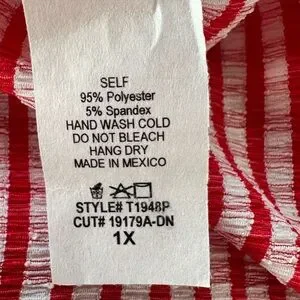 SELF
95% Polyester
5% Spandex
HAND WASH COLD
DO NOT BLEACH
HANG DRY
MADE IN MEXICO
STYLE# T1948P
CUT# 19179A-DN
1X